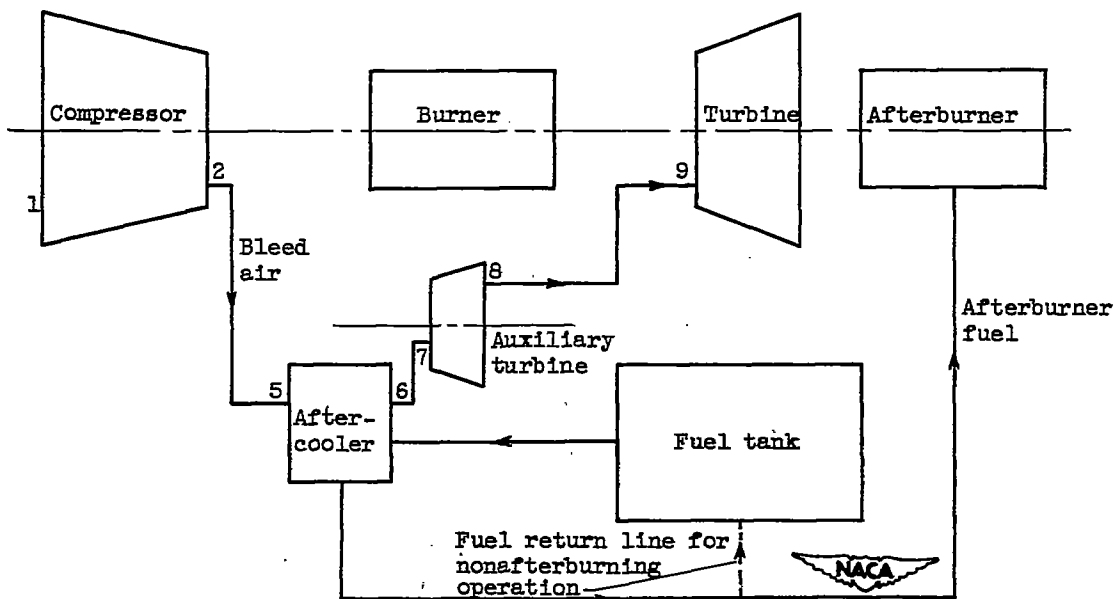 Compressor
Burner
Turbine
Afterburner
1
2
9
Bleed
air
8
Afterburner
fuel
Auxiliary
turbine
7
5
6
After-
cooler
Fuel tank
Fuel return line for
nonafterburning
operation
NACA